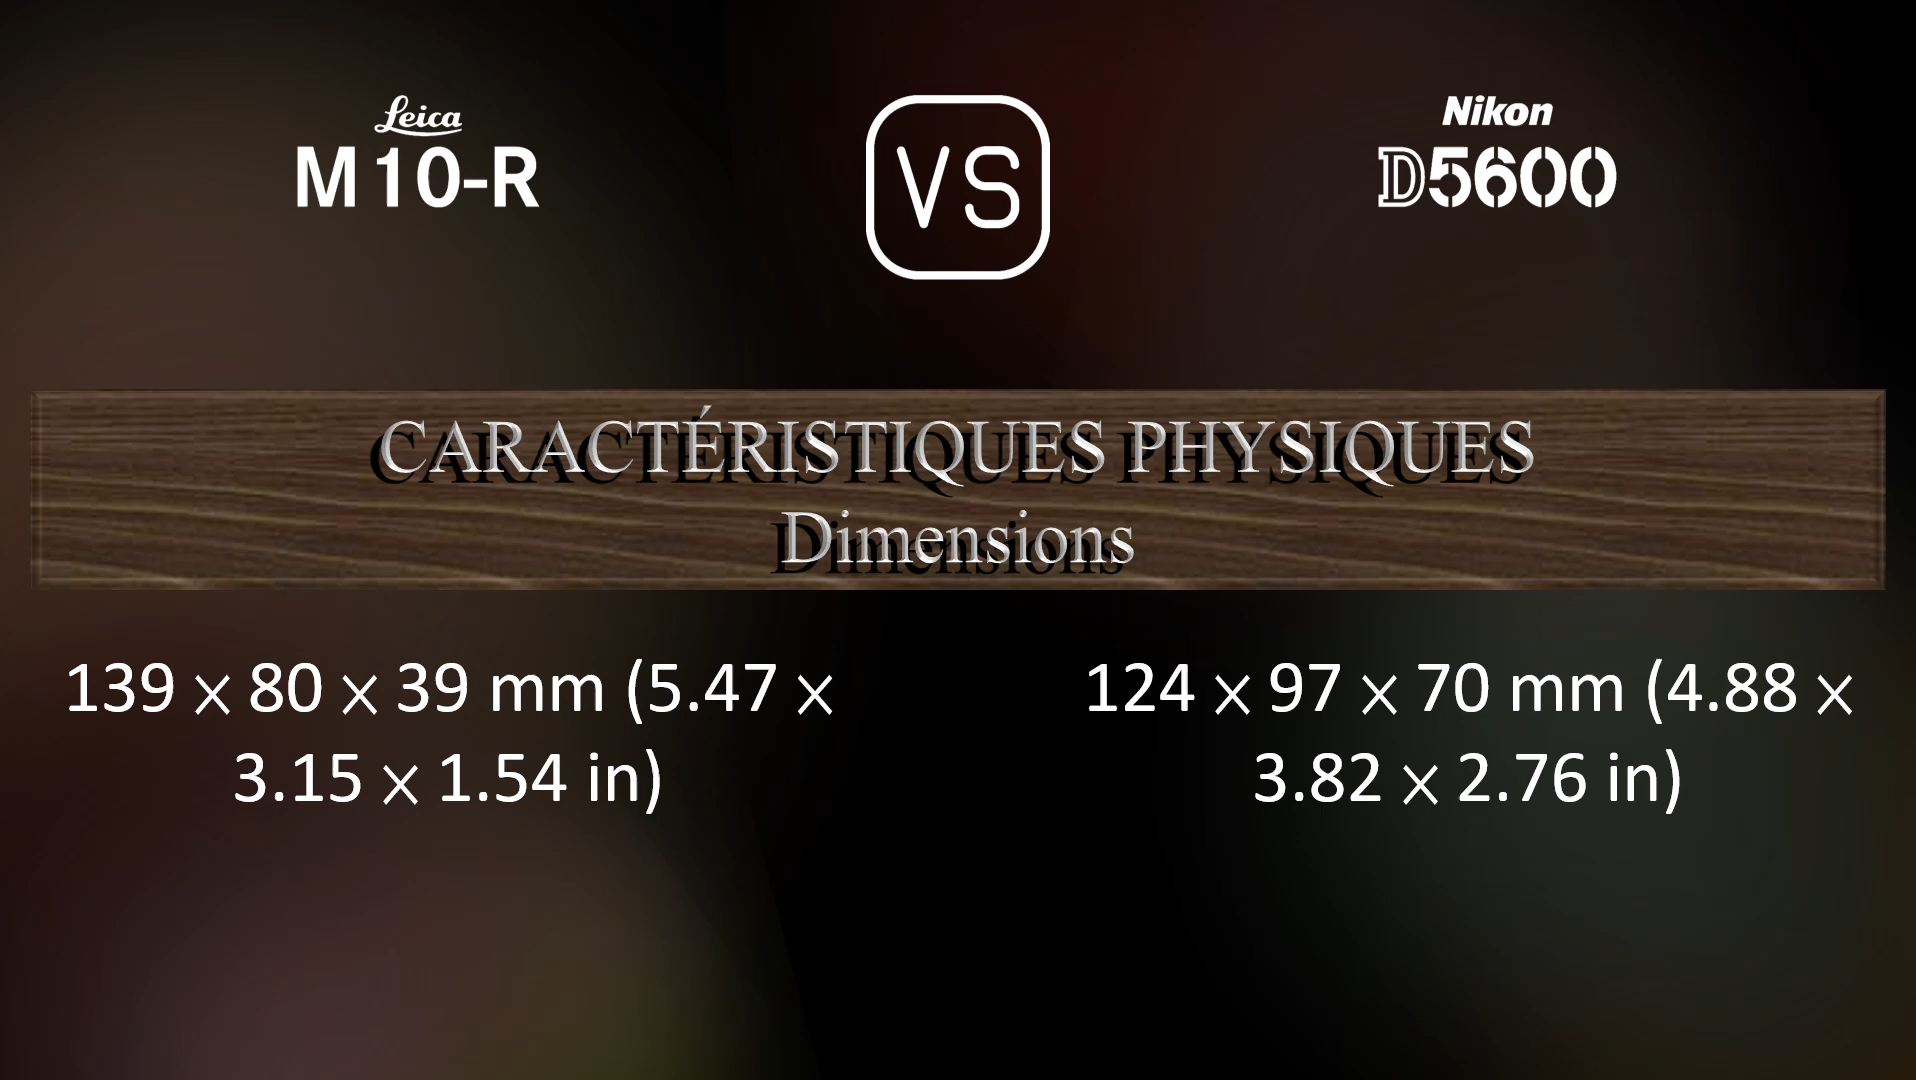 Leica
M10-R
VS
Nikon
D5600
CARACTÉRISTIQUES PHYSIQUES
Dimensions
139 x 80 x 39 mm (5.47 x
3.15 x 1.54 in)
124 x 97 x 70 mm (4.88 x
3.82 x 2.76 in)